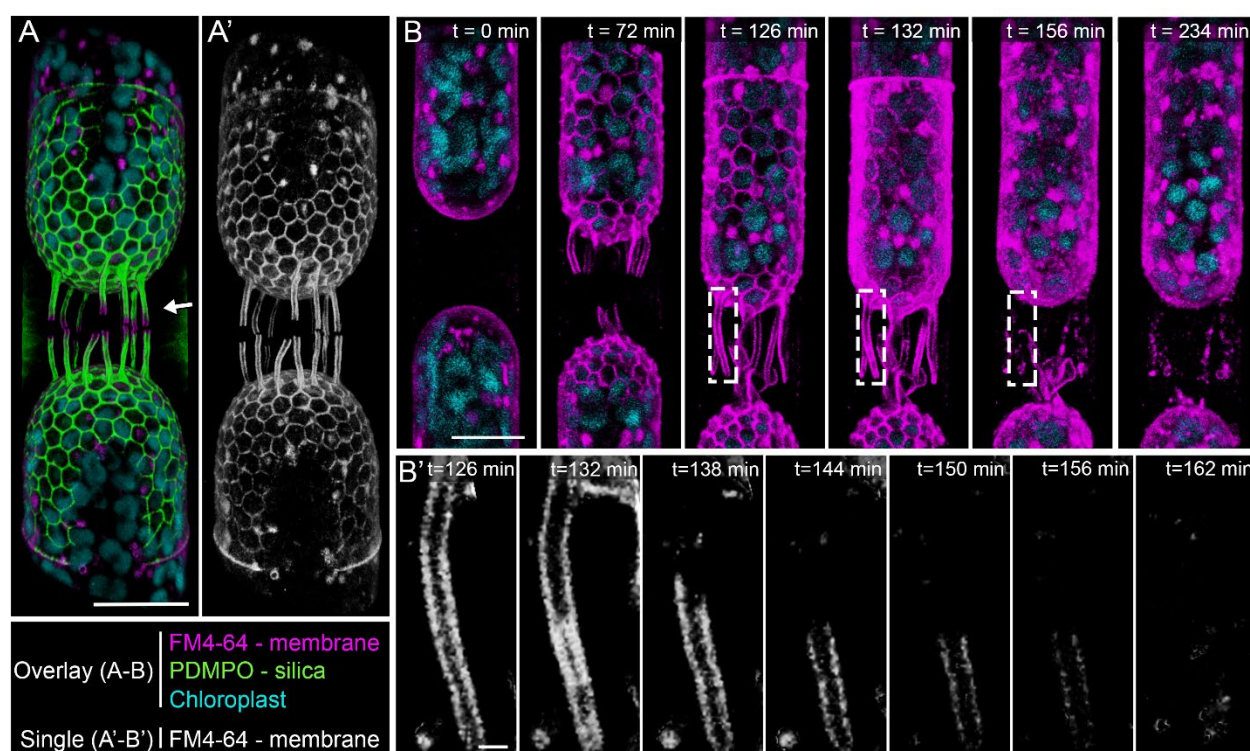 A
A'
B
t = 0 min
t = 72 min
t = 126 min
t = 132 min
t = 156 min
t = 234 min
B'
t=126 min
t=132 min
t=138 min
t=144 min
t=150 min
t=156 min
t=162 min
Overlay (A-B)
FM4-64 - membrane
PDMPO - silica
Chloroplast
Single (A'-B') FM4-64 - membrane